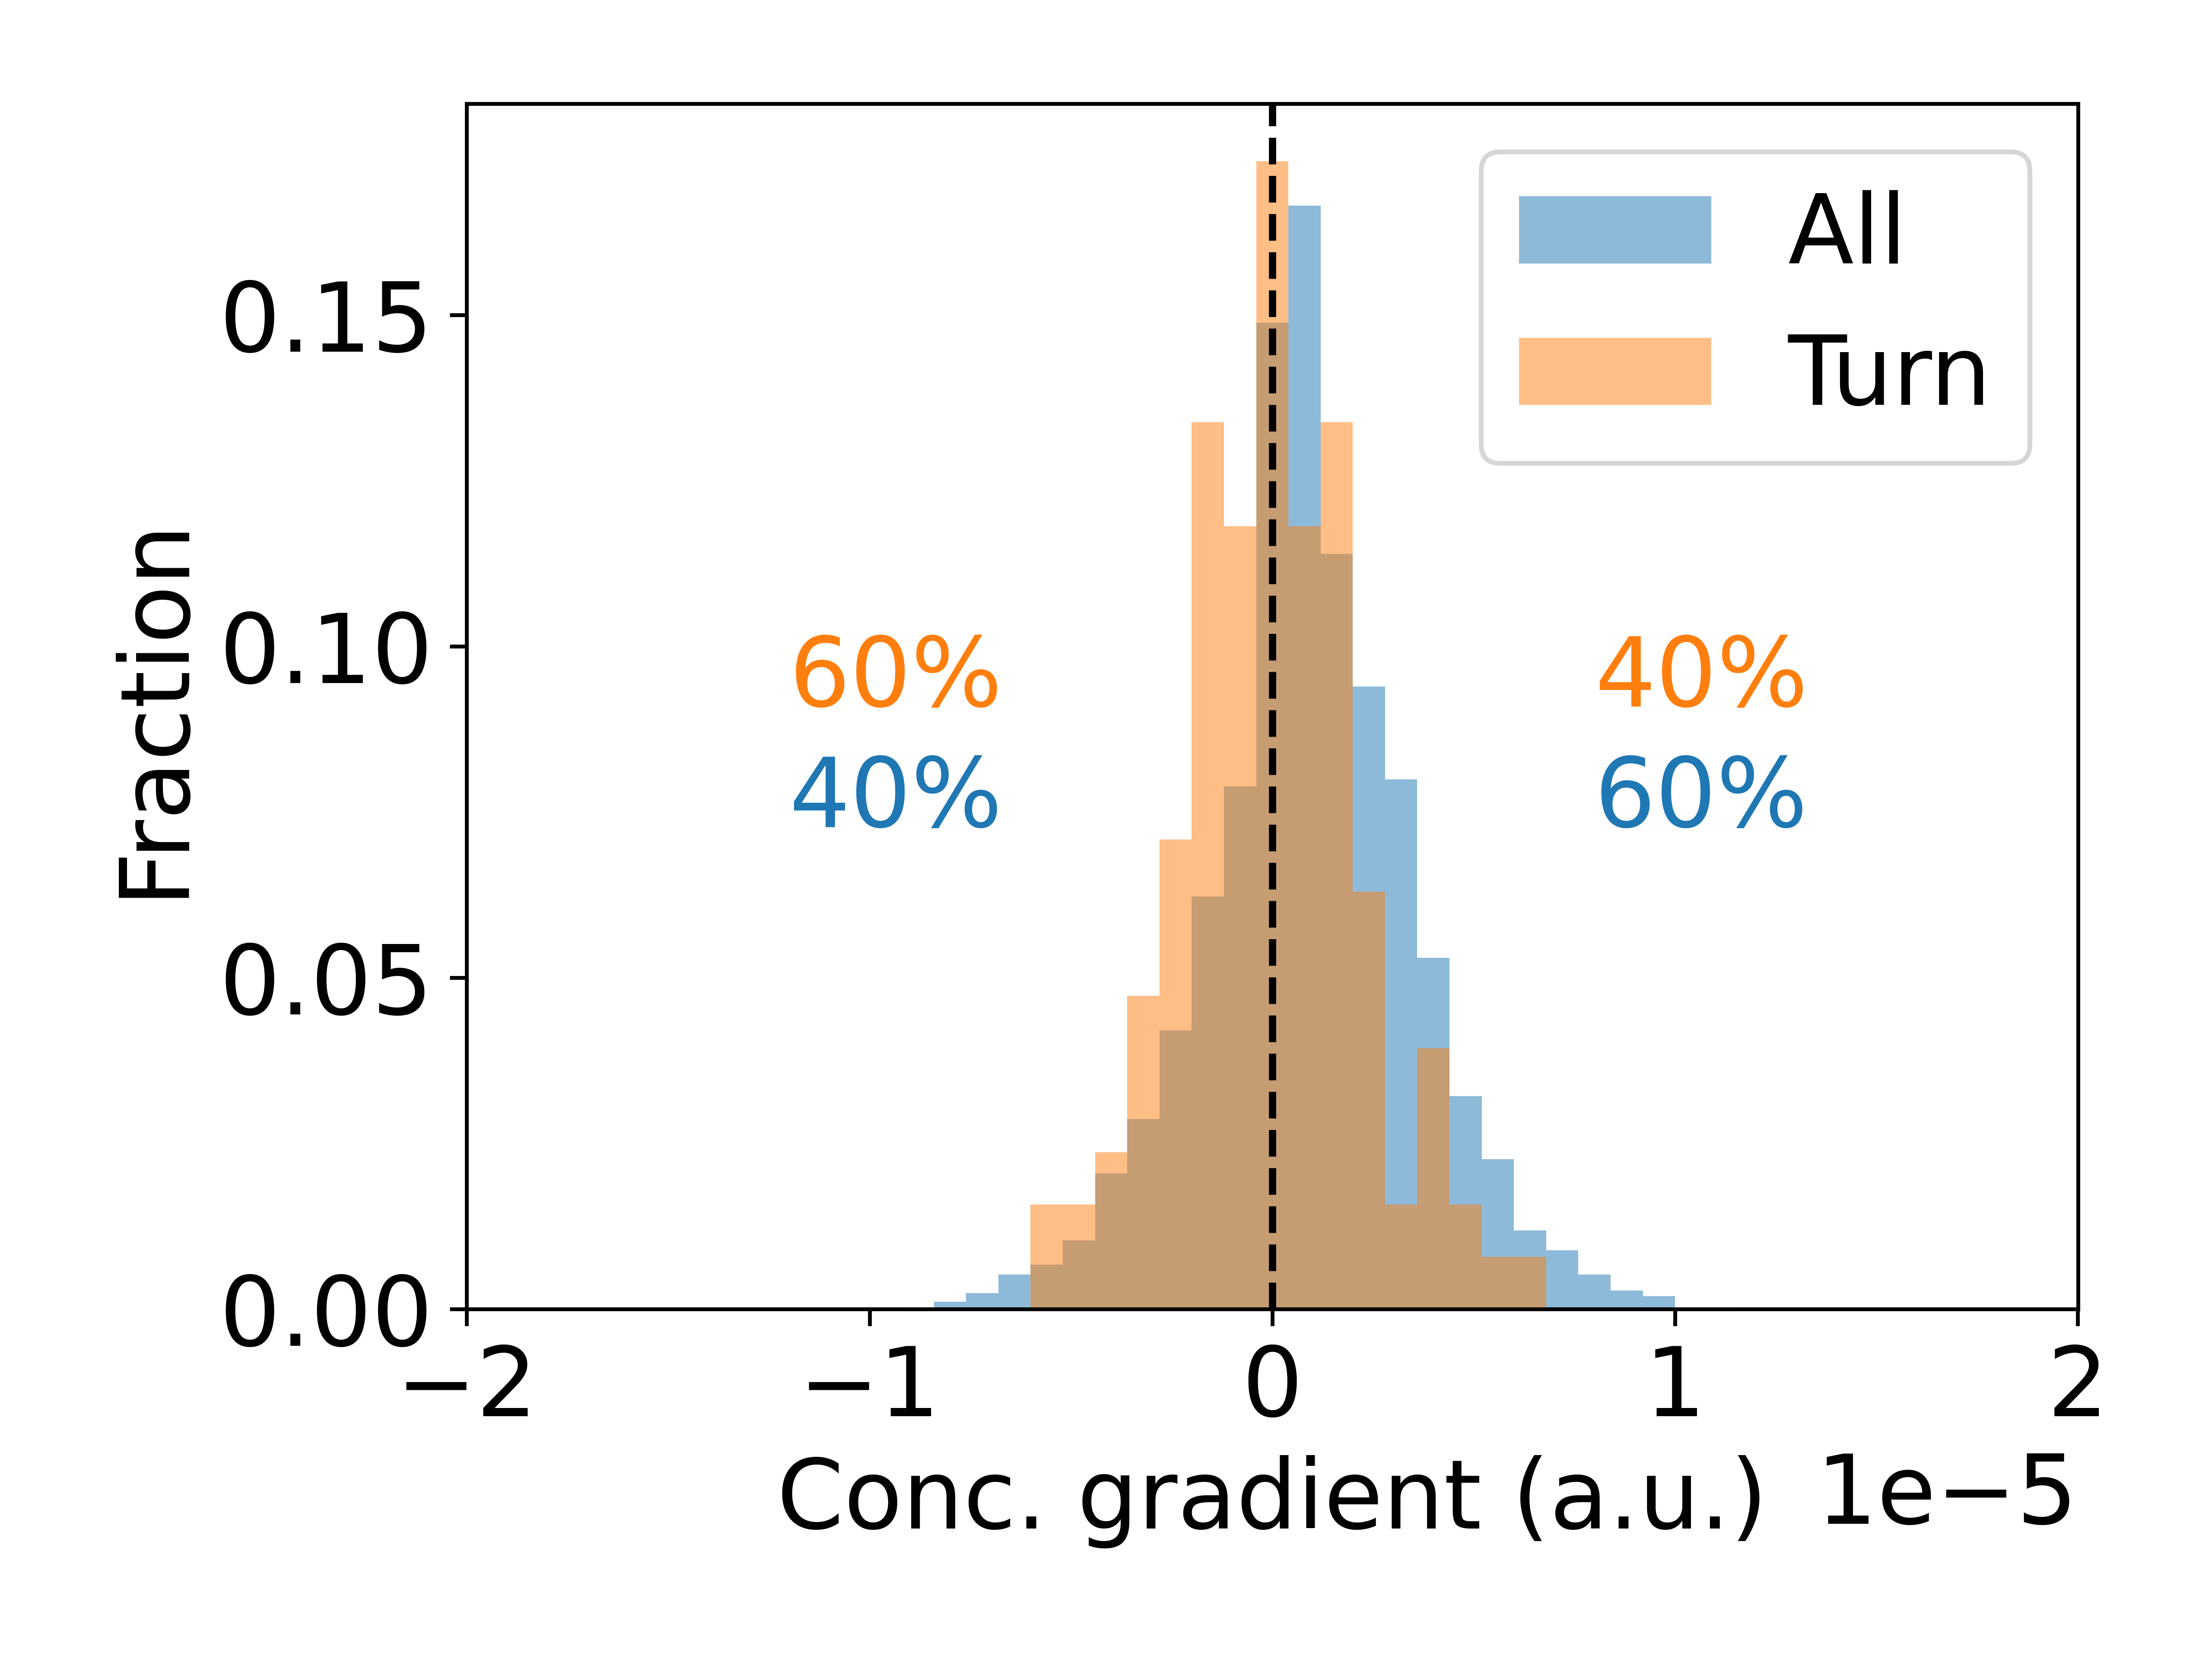 All
Turn
0.15
0.10
0.05
0.00
Fraction
60%
40%
40%
60%
−2
−1
0
1
2
Conc. gradient (a.u.)
1e−5